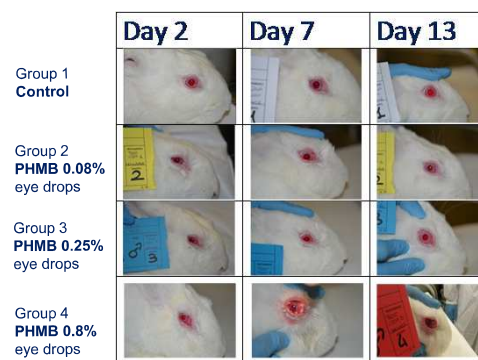 Day 2 Day 7 Day 13
Group 1
Control
Group 2
PHMB 0.08%
eye drops
2
Group 3
PHMB 0.25%
eye drops
3
Group 4
PHMB 0.8%
eye drops
4